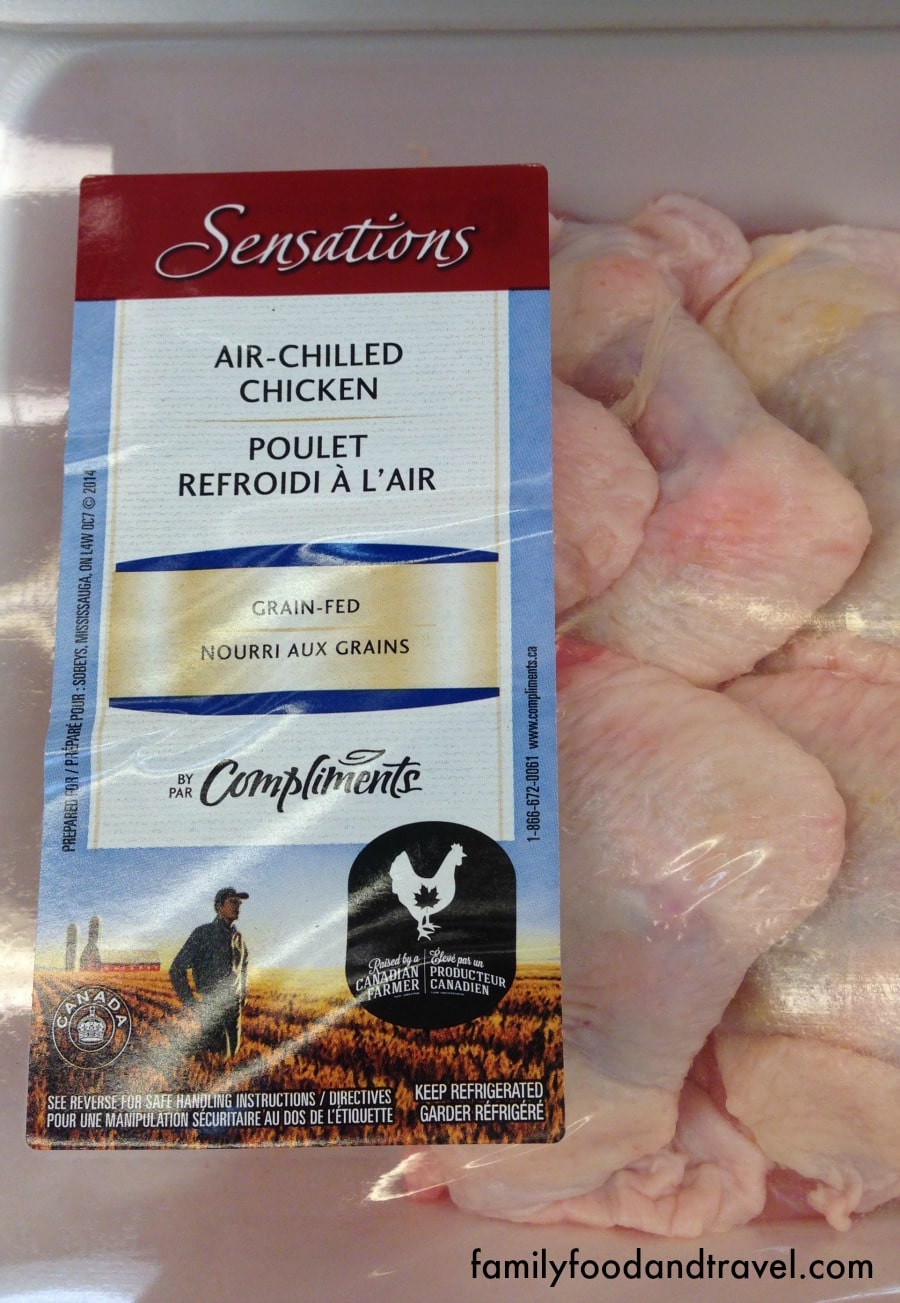 Sensations
AIR-CHILLED
CHICKEN
POULET
REFROIDI À L'AIR
GRAIN-FED
NOURRI AUX GRAINS
BY
PAR
Compliments
PREPARED FOR / PRÉPARÉ POUR : SOBEYS, MISSISSAUGA, ON L4W 0C7 © 2014
1-866-672-0061 www.compliments.ca
Raised by a
CANADIAN
FARMER
Élevé par un
PRODUCTEUR
CANADIEN
CANADA
SEE REVERSE FOR SAFE HANDLING INSTRUCTIONS / DIRECTIVES
POUR UNE MANIPULATION SÉCURITAIRE AU DOS DE L'ÉTIQUETTE
KEEP REFRIGERATED
GARDER RÉFRIGÉRÉ
familyfoodandtravel.com